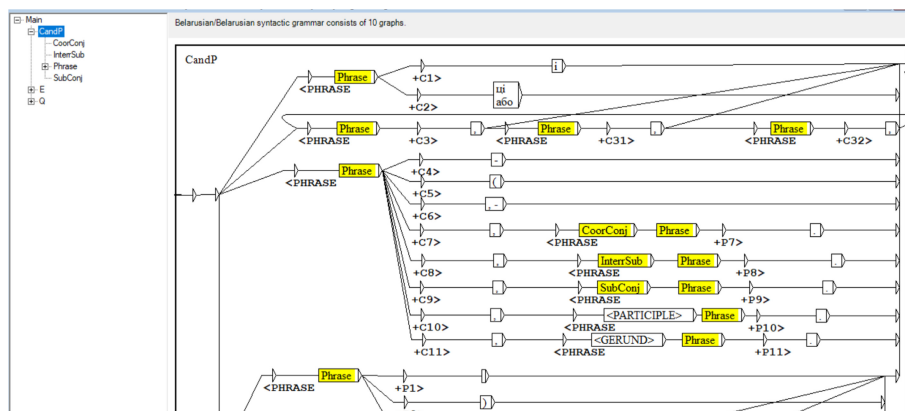 Main
CandP
CoorConj
InterrSub
Phrase
SubConj
E
Q
Belarusian/Belarusian syntactic grammar consists of 10 graphs.
CandP
<PHRASE Phrase +C1> і
+C2> ці
або
<PHRASE Phrase +C3> , <PHRASE Phrase +C31> , <PHRASE Phrase +C32> ,
<PHRASE Phrase +C4> -
+C5> (
+C6> , -
+C7> , <PHRASE CoorConj Phrase +P7> .
+C8> , <PHRASE InterrSub Phrase +P8> .
+C9> , <PHRASE SubConj Phrase +P9> .
+C10> , <PHRASE <PARTICIPLE> Phrase +P10> .
+C11> , <PHRASE <GERUND> Phrase +P11> .
<PHRASE Phrase +P1>
)